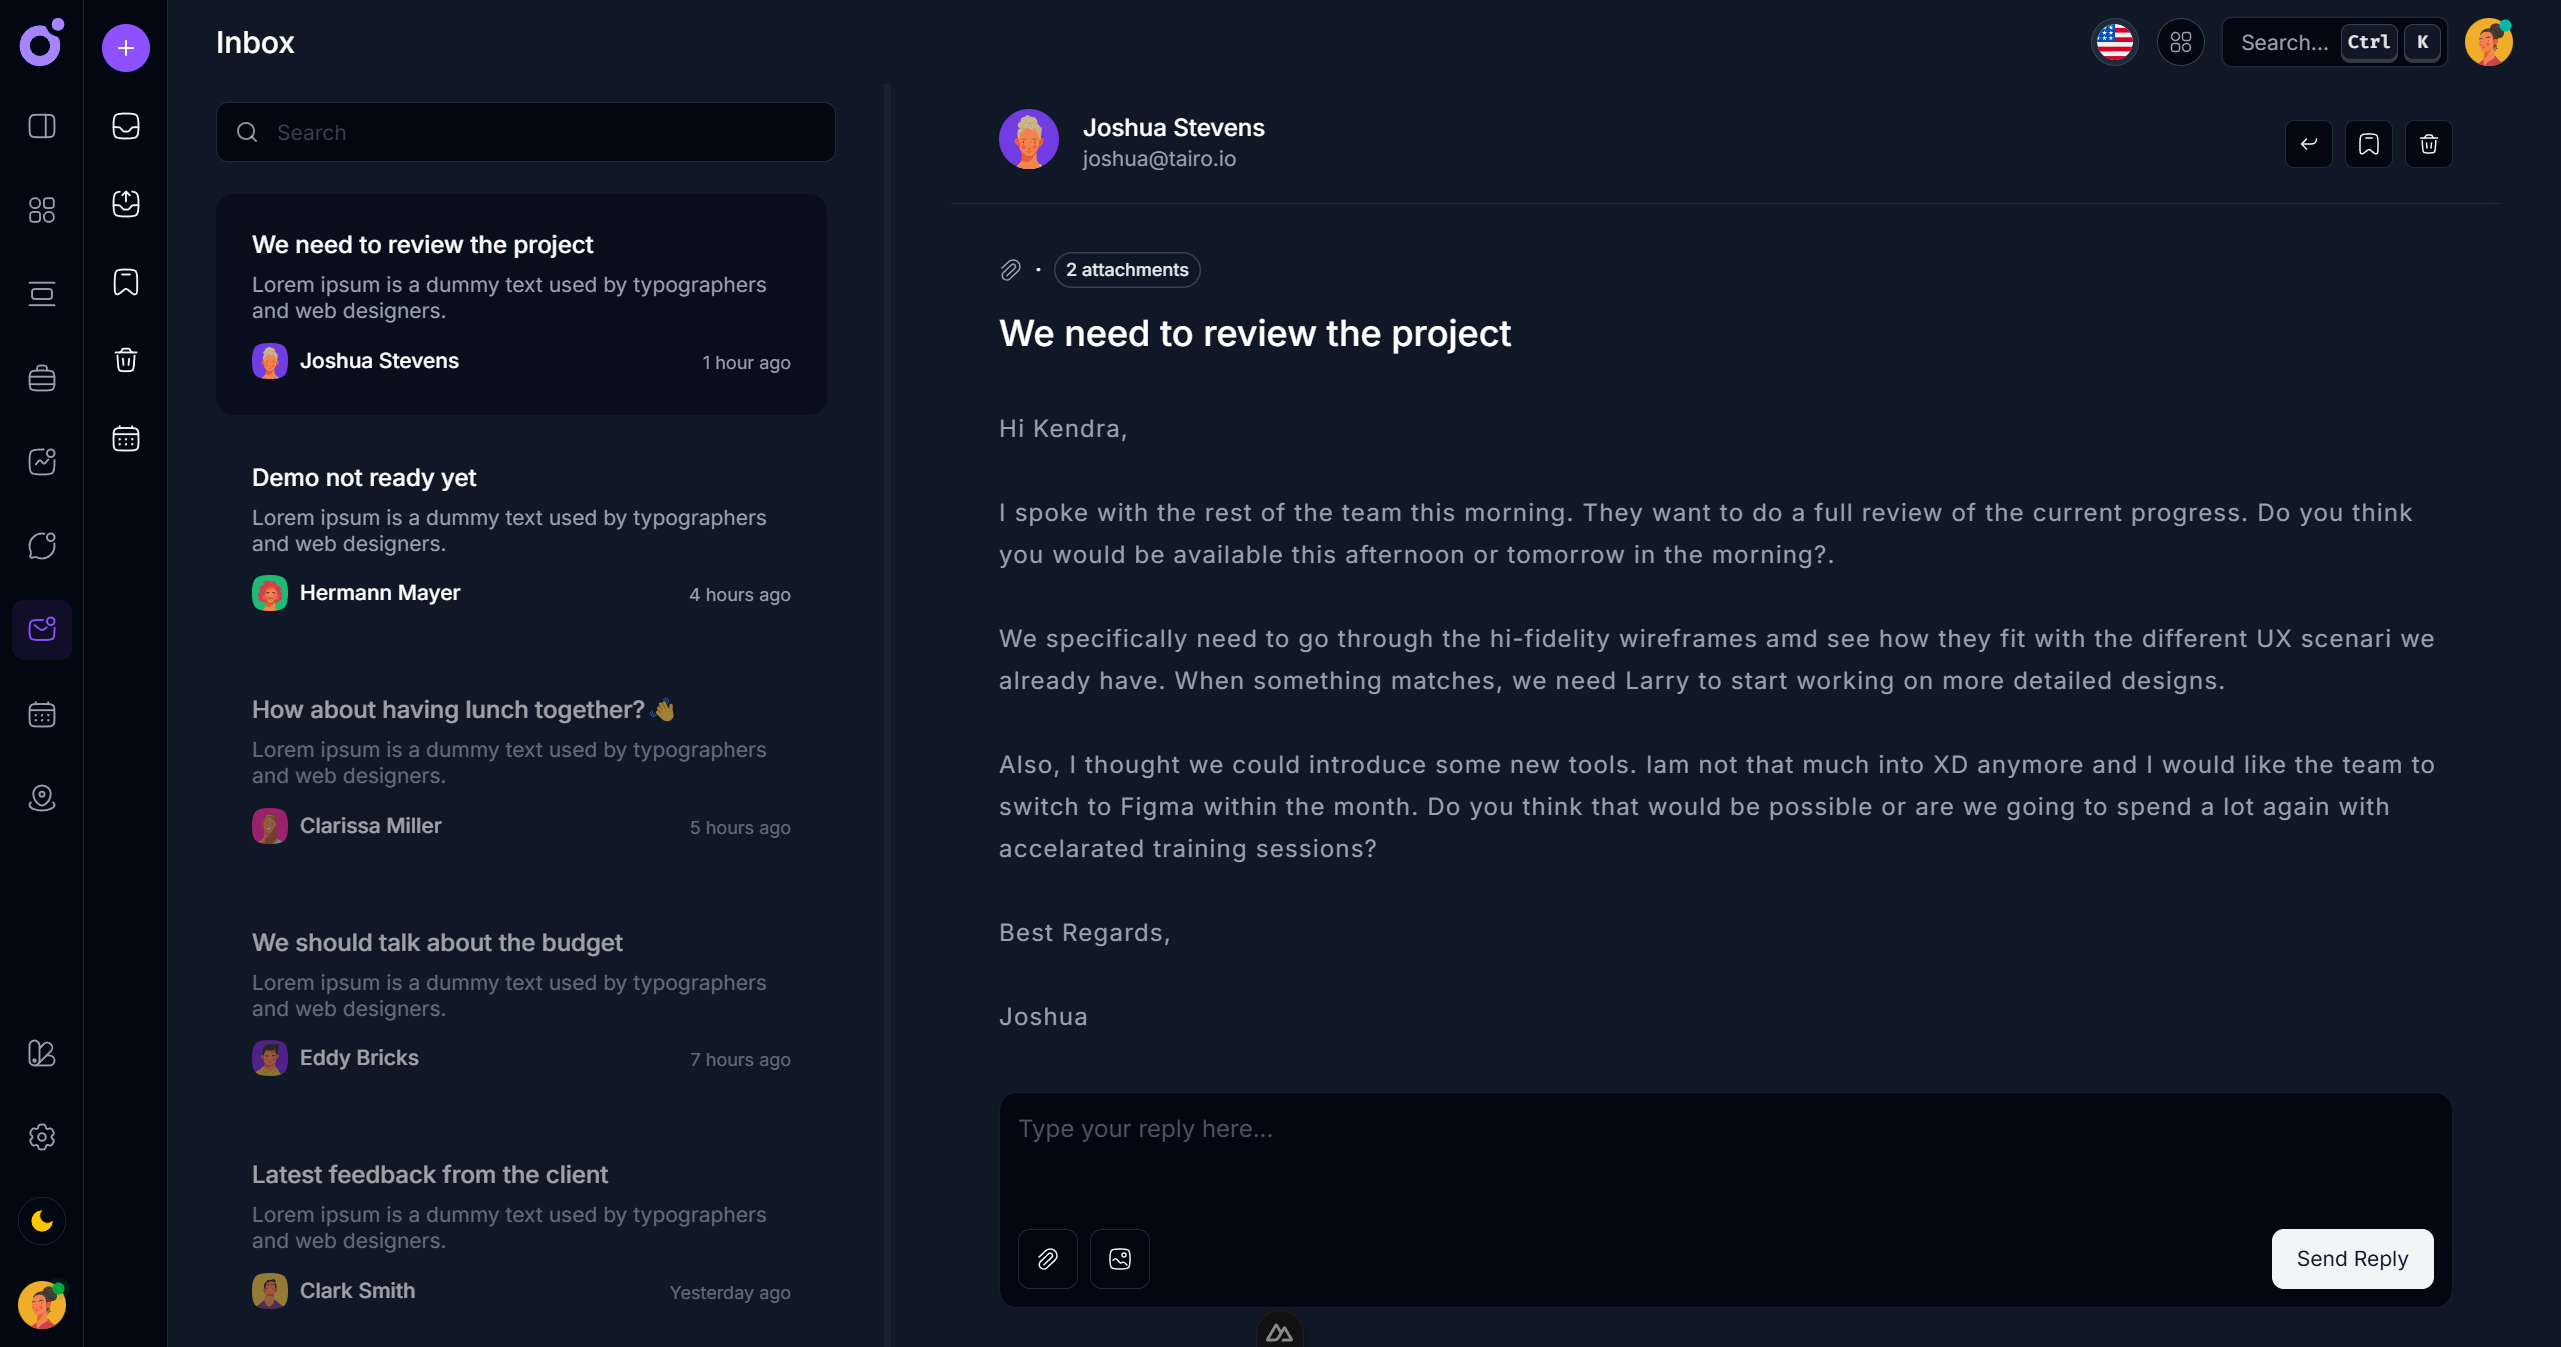 Inbox
Search... Ctrl K
Search
We need to review the project
Lorem ipsum is a dummy text used by typographers
and web designers.
Joshua Stevens 1 hour ago
Demo not ready yet
Lorem ipsum is a dummy text used by typographers
and web designers.
Hermann Mayer 4 hours ago
How about having lunch together? 👋
Lorem ipsum is a dummy text used by typographers
and web designers.
Clarissa Miller 5 hours ago
We should talk about the budget
Lorem ipsum is a dummy text used by typographers
and web designers.
Eddy Bricks 7 hours ago
Latest feedback from the client
Lorem ipsum is a dummy text used by typographers
and web designers.
Clark Smith Yesterday ago
Joshua Stevens
joshua@tairo.io
2 attachments
We need to review the project
Hi Kendra,
I spoke with the rest of the team this morning. They want to do a full review of the current progress. Do you think
you would be available this afternoon or tomorrow in the morning?.
We specifically need to go through the hi-fidelity wireframes amd see how they fit with the different UX scenari we
already have. When something matches, we need Larry to start working on more detailed designs.
Also, I thought we could introduce some new tools. Iam not that much into XD anymore and I would like the team to
switch to Figma within the month. Do you think that would be possible or are we going to spend a lot again with
accelarated training sessions?
Best Regards,
Joshua
Type your reply here...
Send Reply